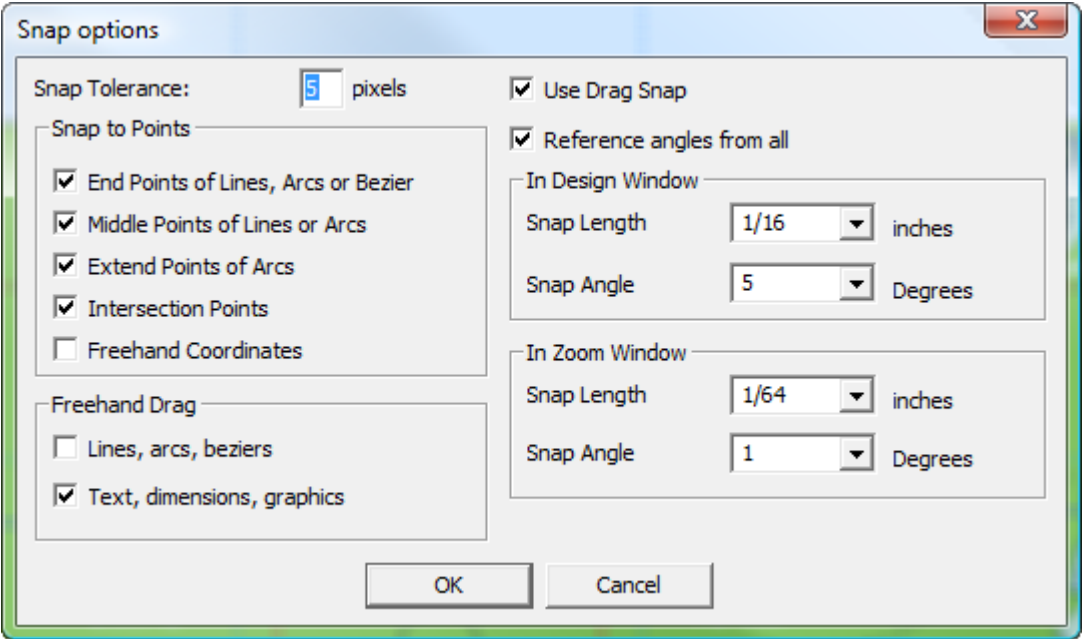 Snap options
Snap Tolerance: 5 pixels
Use Drag Snap
Snap to Points
Reference angles from all
End Points of Lines, Arcs or Bezier
Middle Points of Lines or Arcs
Extend Points of Arcs
Intersection Points
Freehand Coordinates
In Design Window
Snap Length 1/16 inches
Snap Angle 5 Degrees
Freehand Drag
Lines, arcs, beziers
Text, dimensions, graphics
In Zoom Window
Snap Length 1/64 inches
Snap Angle 1 Degrees
OK
Cancel